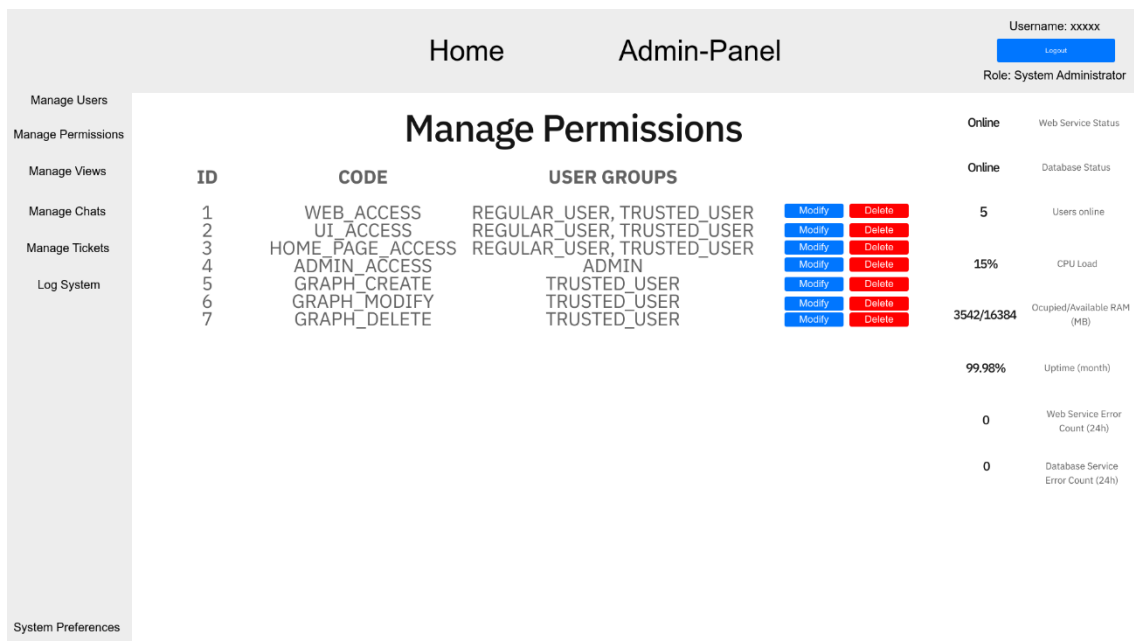 Home
Admin-Panel
Username: xxxxx
Logout
Role: System Administrator
Manage Users
Manage Permissions
Manage Views
Manage Chats
Manage Tickets
Log System
System Preferences
Manage Permissions
ID CODE USER GROUPS
1 WEB_ACCESS REGULAR_USER, TRUSTED_USER Modify Delete
2 UI_ACCESS REGULAR_USER, TRUSTED_USER Modify Delete
3 HOME_PAGE_ACCESS REGULAR_USER, TRUSTED_USER Modify Delete
4 ADMIN_ACCESS ADMIN Modify Delete
5 GRAPH_CREATE TRUSTED_USER Modify Delete
6 GRAPH_MODIFY TRUSTED_USER Modify Delete
7 GRAPH_DELETE TRUSTED_USER Modify Delete
Online Web Service Status
Online Database Status
5 Users online
15% CPU Load
3542/16384 Ocupied/Available RAM
(MB)
99.98% Uptime (month)
0 Web Service Error
Count (24h)
0 Database Service
Error Count (24h)